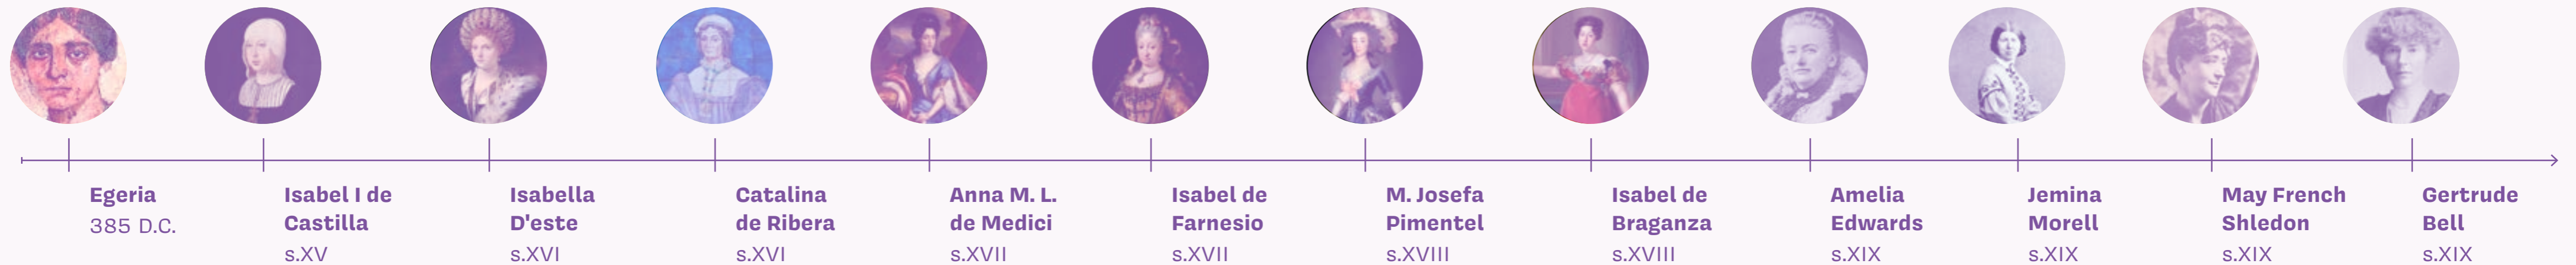 Egeria
385 D.C.
Isabel I de
Castilla
s.XV
Isabella
D'este
s.XVI
Catalina
de Ribera
s.XVI
Anna M. L.
de Medici
s.XVII
Isabel de
Farnesio
s.XVII
M. Josefa
Pimentel
s.XVIII
Isabel de
Braganza
s.XVIII
Amelia
Edwards
s.XIX
Jemina
Morell
s.XIX
May French
Shledon
s.XIX
Gertrude
Bell
s.XIX